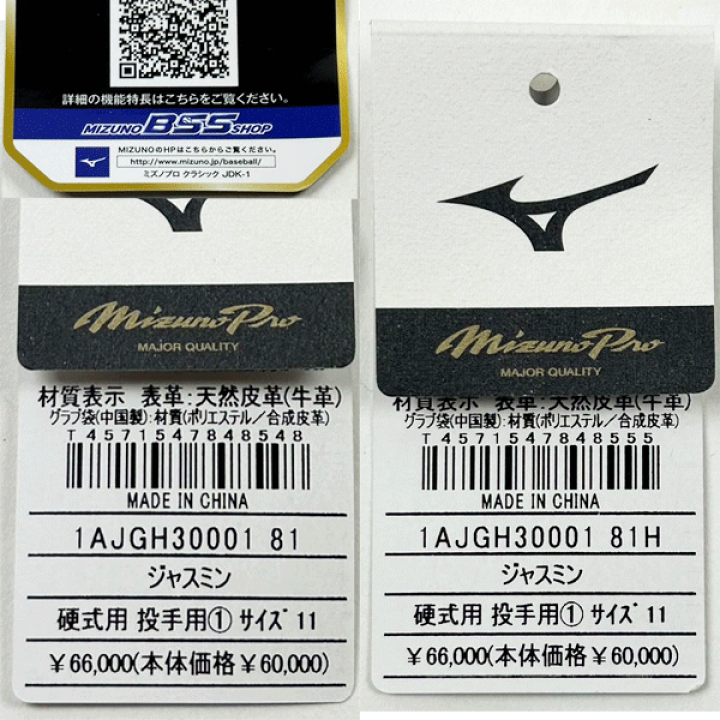 詳細の機能特長はこちらをご覧ください。
MIZUNO BSS SHOP
MIZUNOのHPはこちらからご覧ください。
http://www.mizuno.jp/baseball/
ミズノプロ クラシック JDK-1
Mizuno Pro
MAJOR QUALITY
材質表示 表革:天然皮革(牛革)
グラブ袋(中国製):材質(ポリエステル/合成皮革)
T4571547848548
MADE IN CHINA
1AJGH30001 81
ジャスミン
硬式用 投手用① サイズ 11
¥66,000(本体価格¥60,000)
Mizuno Pro
MAJOR QUALITY
材質表示 表革:天然皮革(牛革)
グラブ袋(中国製):材質(ポリエステル/合成皮革)
T4571547848555
MADE IN CHINA
1AJGH30001 81H
ジャスミン
硬式用 投手用① サイズ 11
¥66,000(本体価格¥60,000)